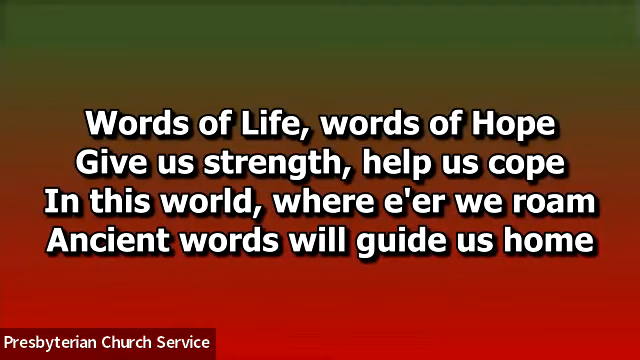 Words of Life, words of Hope
Give us strength, help us cope
In this world, where e'er we roam
Ancient words will guide us home
Presbyterian Church Service